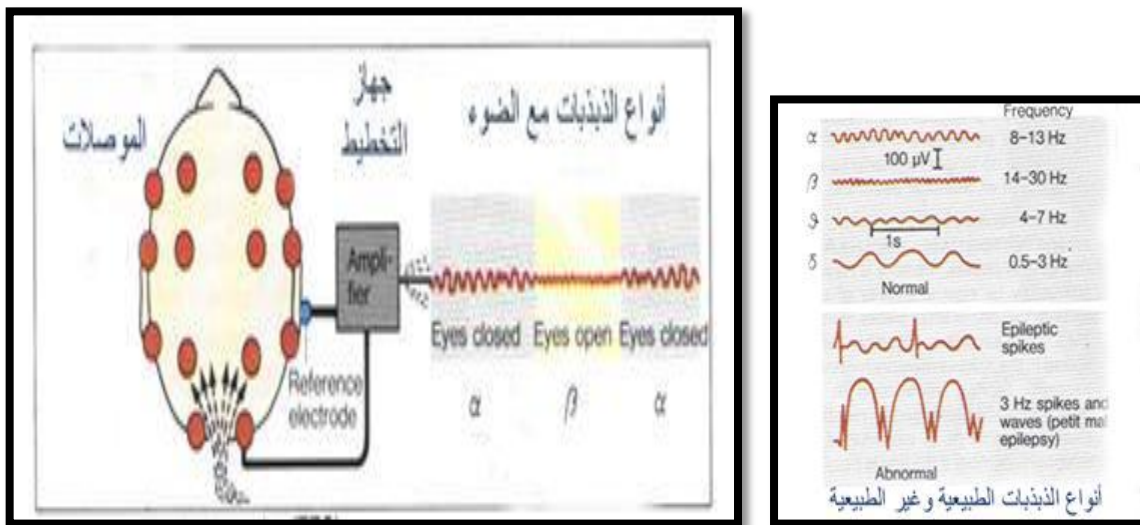 الموصلات
جهاز
التخطيط
أنواع الذبذبات مع الضوء
Ampli-
fier
Reference
electrode
Eyes closed
Eyes open
Eyes closed
α
β
α
Frequency
α
8–13 Hz
100 μV
β
14–30 Hz
ϑ
4–7 Hz
1s
δ
0.5–3 Hz
Normal
Epileptic
spikes
3 Hz spikes and
waves (petit mal
epilepsy)
Abnormal
أنواع الذبذبات الطبيعية وغير الطبيعية